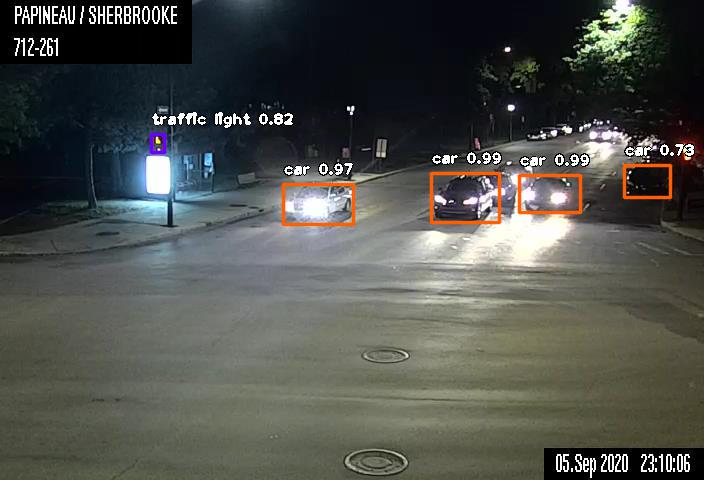 PAPINEAU / SHERBROOKE
712-261
traffic light 0.82
car 0.97
car 0.99
car 0.99
car 0.73
05.Sep 2020 23:10:06